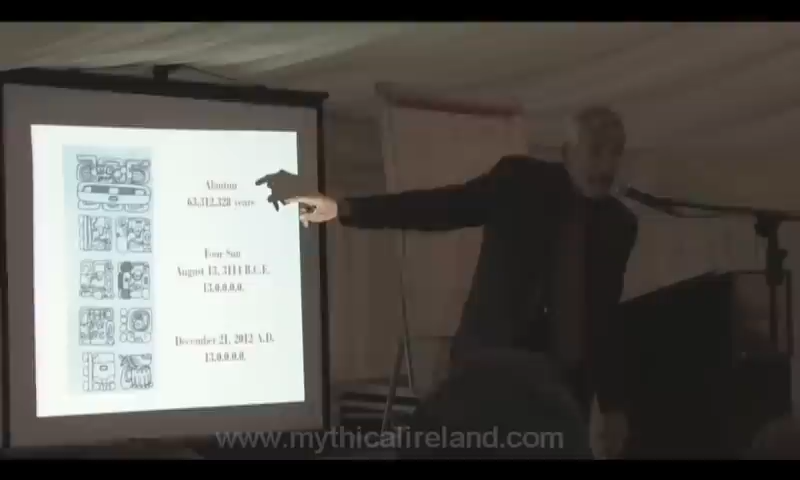 Alautun
63,312,328 years
Four Sun
August 13, 3114 B.C.E.
13.0.0.0.0.
December 21, 2012 A.D.
13.0.0.0.0.
www.mythicalireland.com